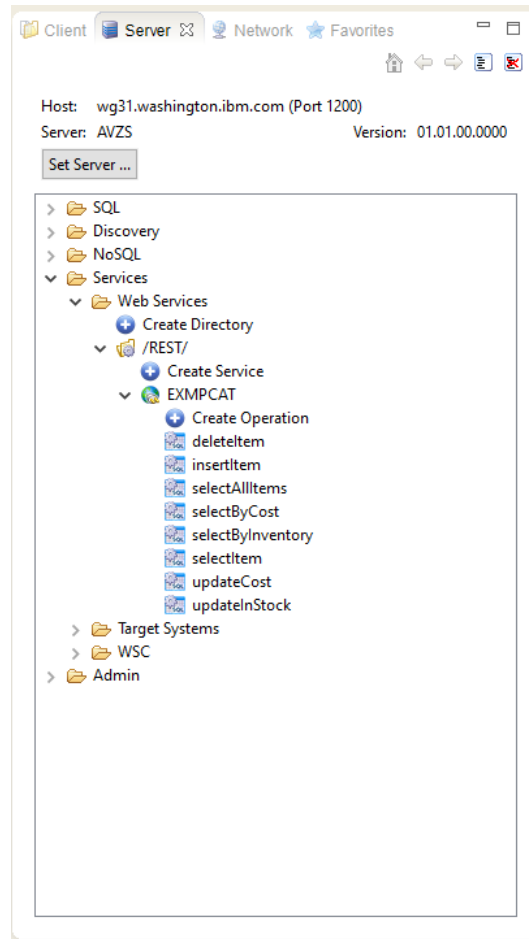 Client Server Network Favorites
Host: wg31.washington.ibm.com (Port 1200)
Server: AVZS Version: 01.01.00.0000
Set Server ...
SQL
Discovery
NoSQL
Services
Web Services
Create Directory
/REST/
Create Service
EXMPCAT
Create Operation
deleteItem
insertItem
selectAllItems
selectByCost
selectByInventory
selectItem
updateCost
updateInStock
Target Systems
WSC
Admin